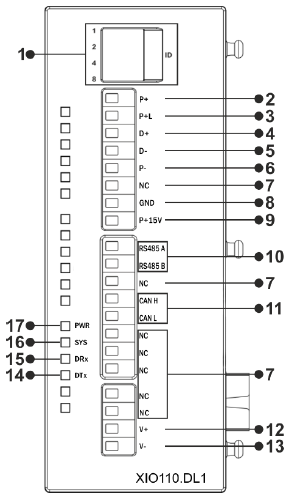 1
1
2
4
8
ID
P+ 2
P+L 3
D+ 4
D- 5
P- 6
NC 7
GND 8
P+15V 9
RS485 A
RS485 B
10
NC 7
CAN H
CAN L
11
17 PWR
16 SYS
15 DRx
14 DTx
NC
NC
NC
NC
NC
7
V+ 12
V- 13
XIO110.DL1